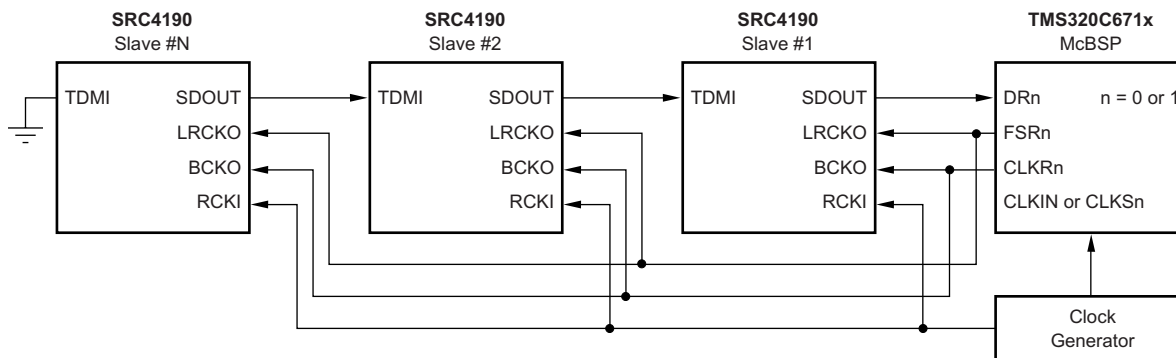 SRC4190
Slave #N
SRC4190
Slave #2
SRC4190
Slave #1
TMS320C671x
McBSP
TDMI
SDOUT
LRCKO
BCKO
RCKI
TDMI
SDOUT
LRCKO
BCKO
RCKI
TDMI
SDOUT
LRCKO
BCKO
RCKI
DRn
n = 0 or 1
FSRn
CLKRn
CLKIN or CLKSn
Clock
Generator